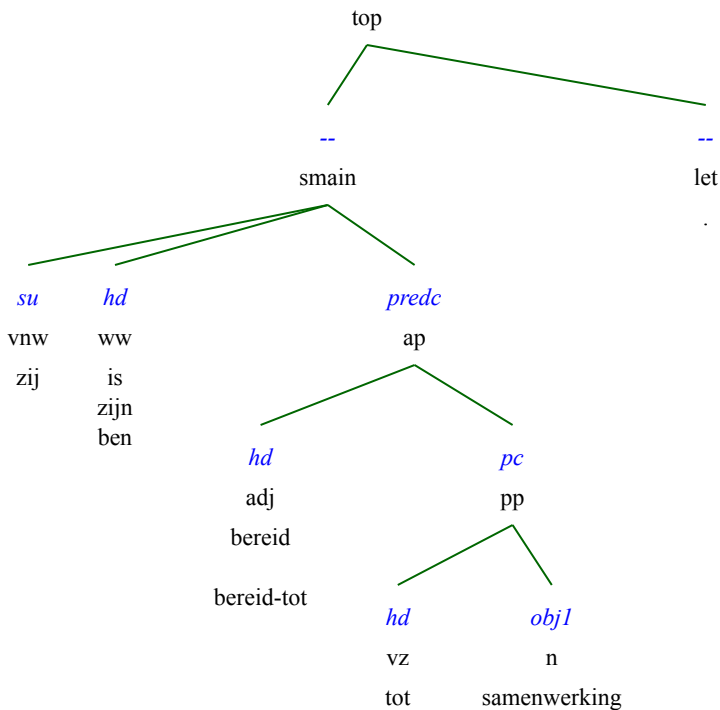 top
-- --
smain let
.
su hd predc
vnw ww ap
zij is
zijn
ben
hd pc
adj pp
bereid
bereid-tot
hd obj1
vz n
tot samenwerking